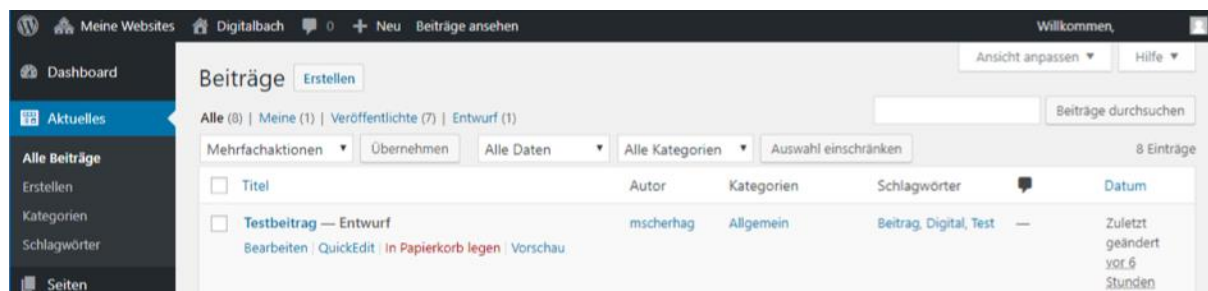 Meine Websites Digitalbach 0 Neu Beiträge ansehen Willkommen,
Dashboard
Aktuelles
Alle Beiträge
Erstellen
Kategorien
Schlagwörter
Seiten
Ansicht anpassen ▼ Hilfe ▼
Beiträge Erstellen
Alle (8) | Meine (1) | Veröffentlichte (7) | Entwurf (1)
Beiträge durchsuchen
Mehrfachaktionen ▼ Übernehmen Alle Daten ▼ Alle Kategorien ▼ Auswahl einschränken 8 Einträge
Titel Autor Kategorien Schlagwörter Datum
Testbeitrag — Entwurf mscherhag Allgemein Beitrag, Digital, Test — Zuletzt
Bearbeiten | QuickEdit | In Papierkorb legen | Vorschau geändert
vor 6
Stunden